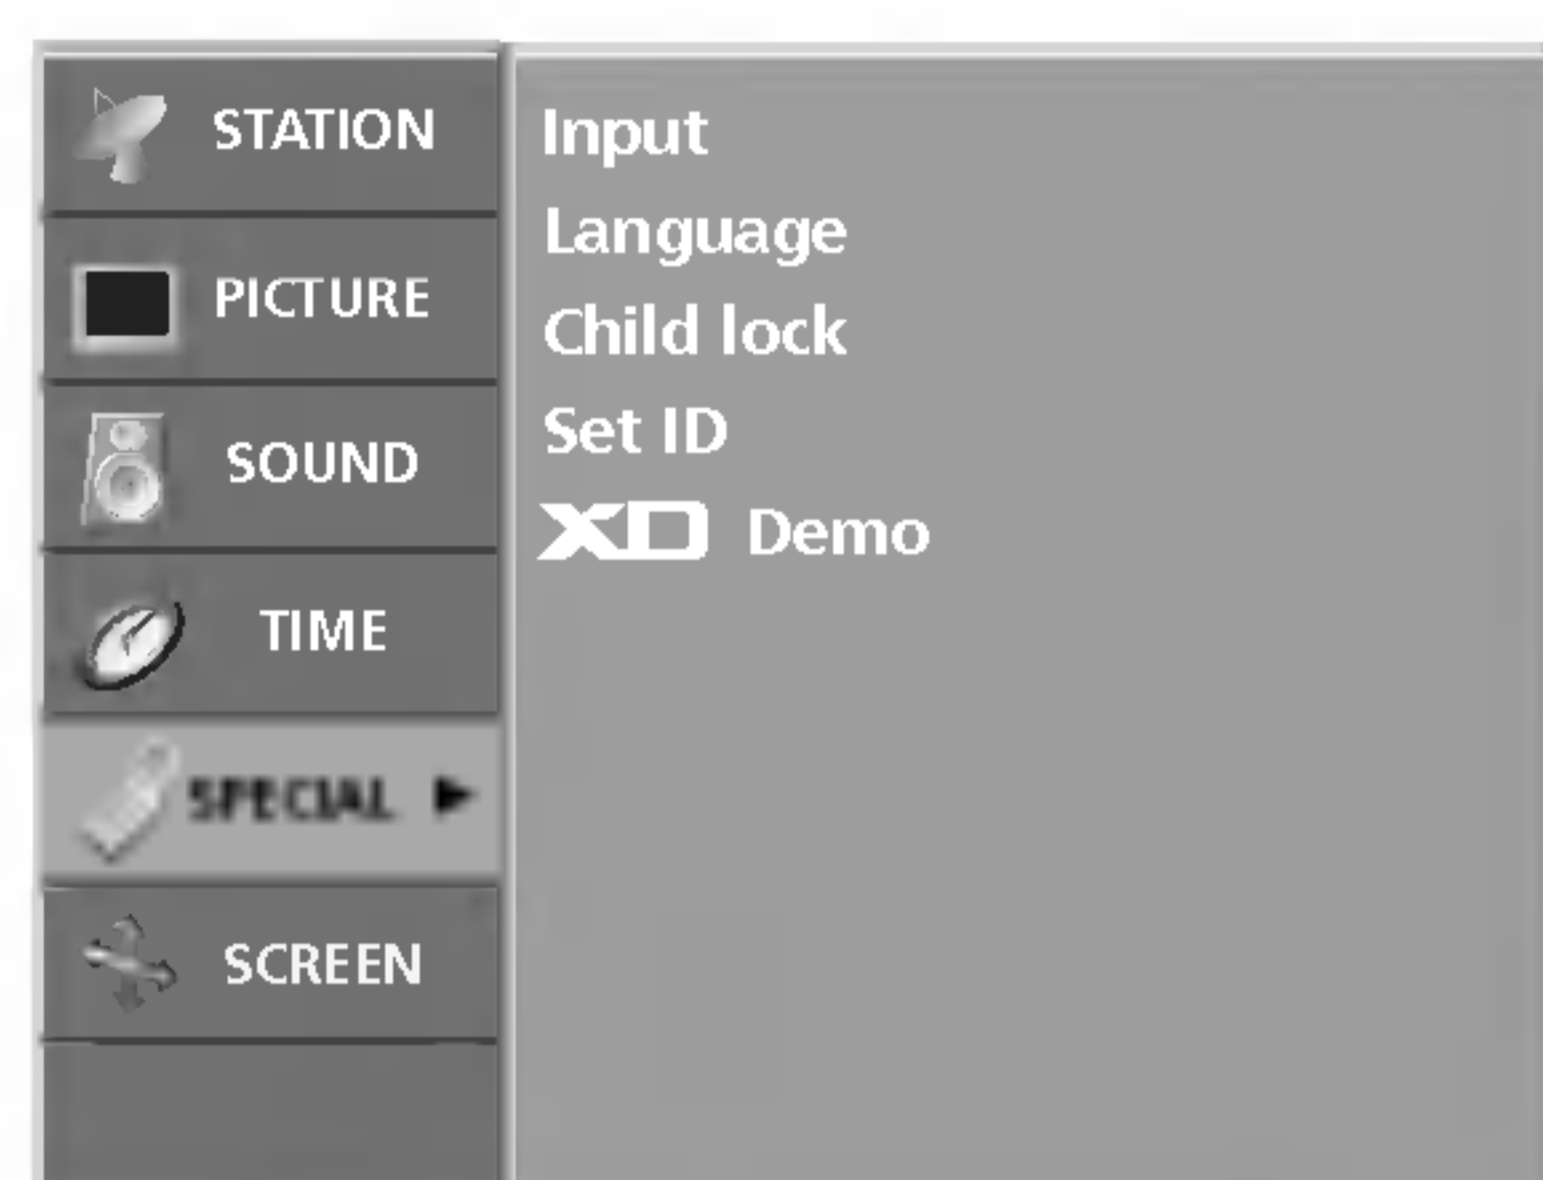 STATION
PICTURE
SOUND
TIME
SPECIAL ►
SCREEN
Input
Language
Child lock
Set ID
XD Demo